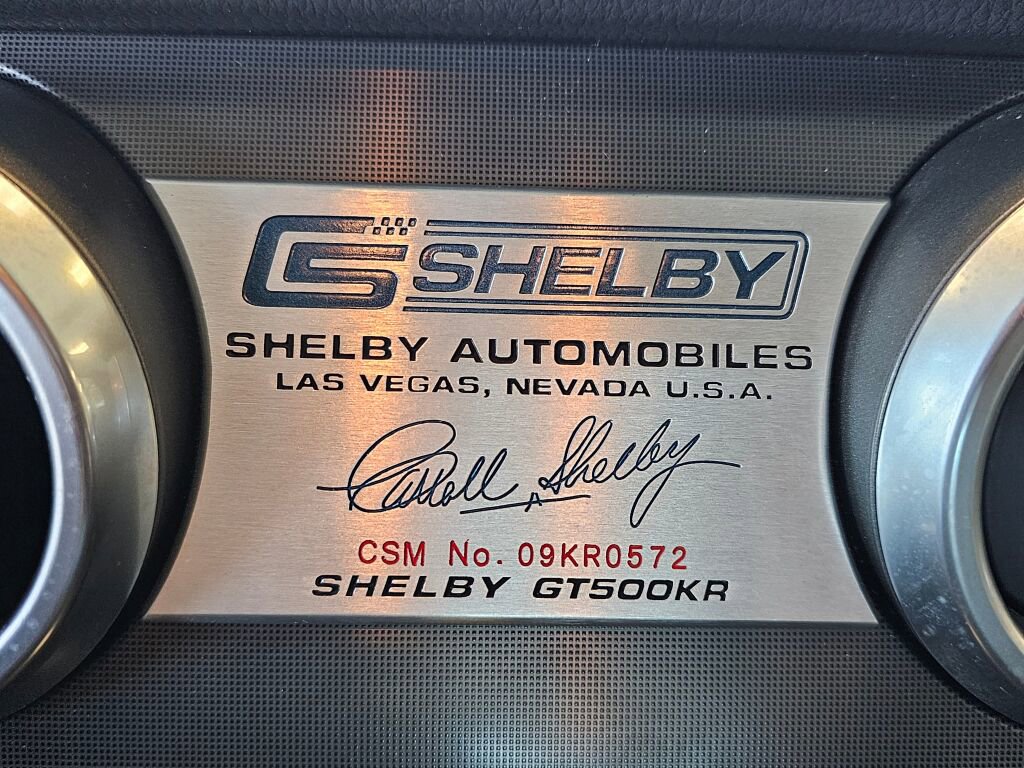 CS SHELBY
SHELBY AUTOMOBILES
LAS VEGAS, NEVADA U.S.A.
Carroll Shelby
CSM No. 09KR0572
SHELBY GT500KR